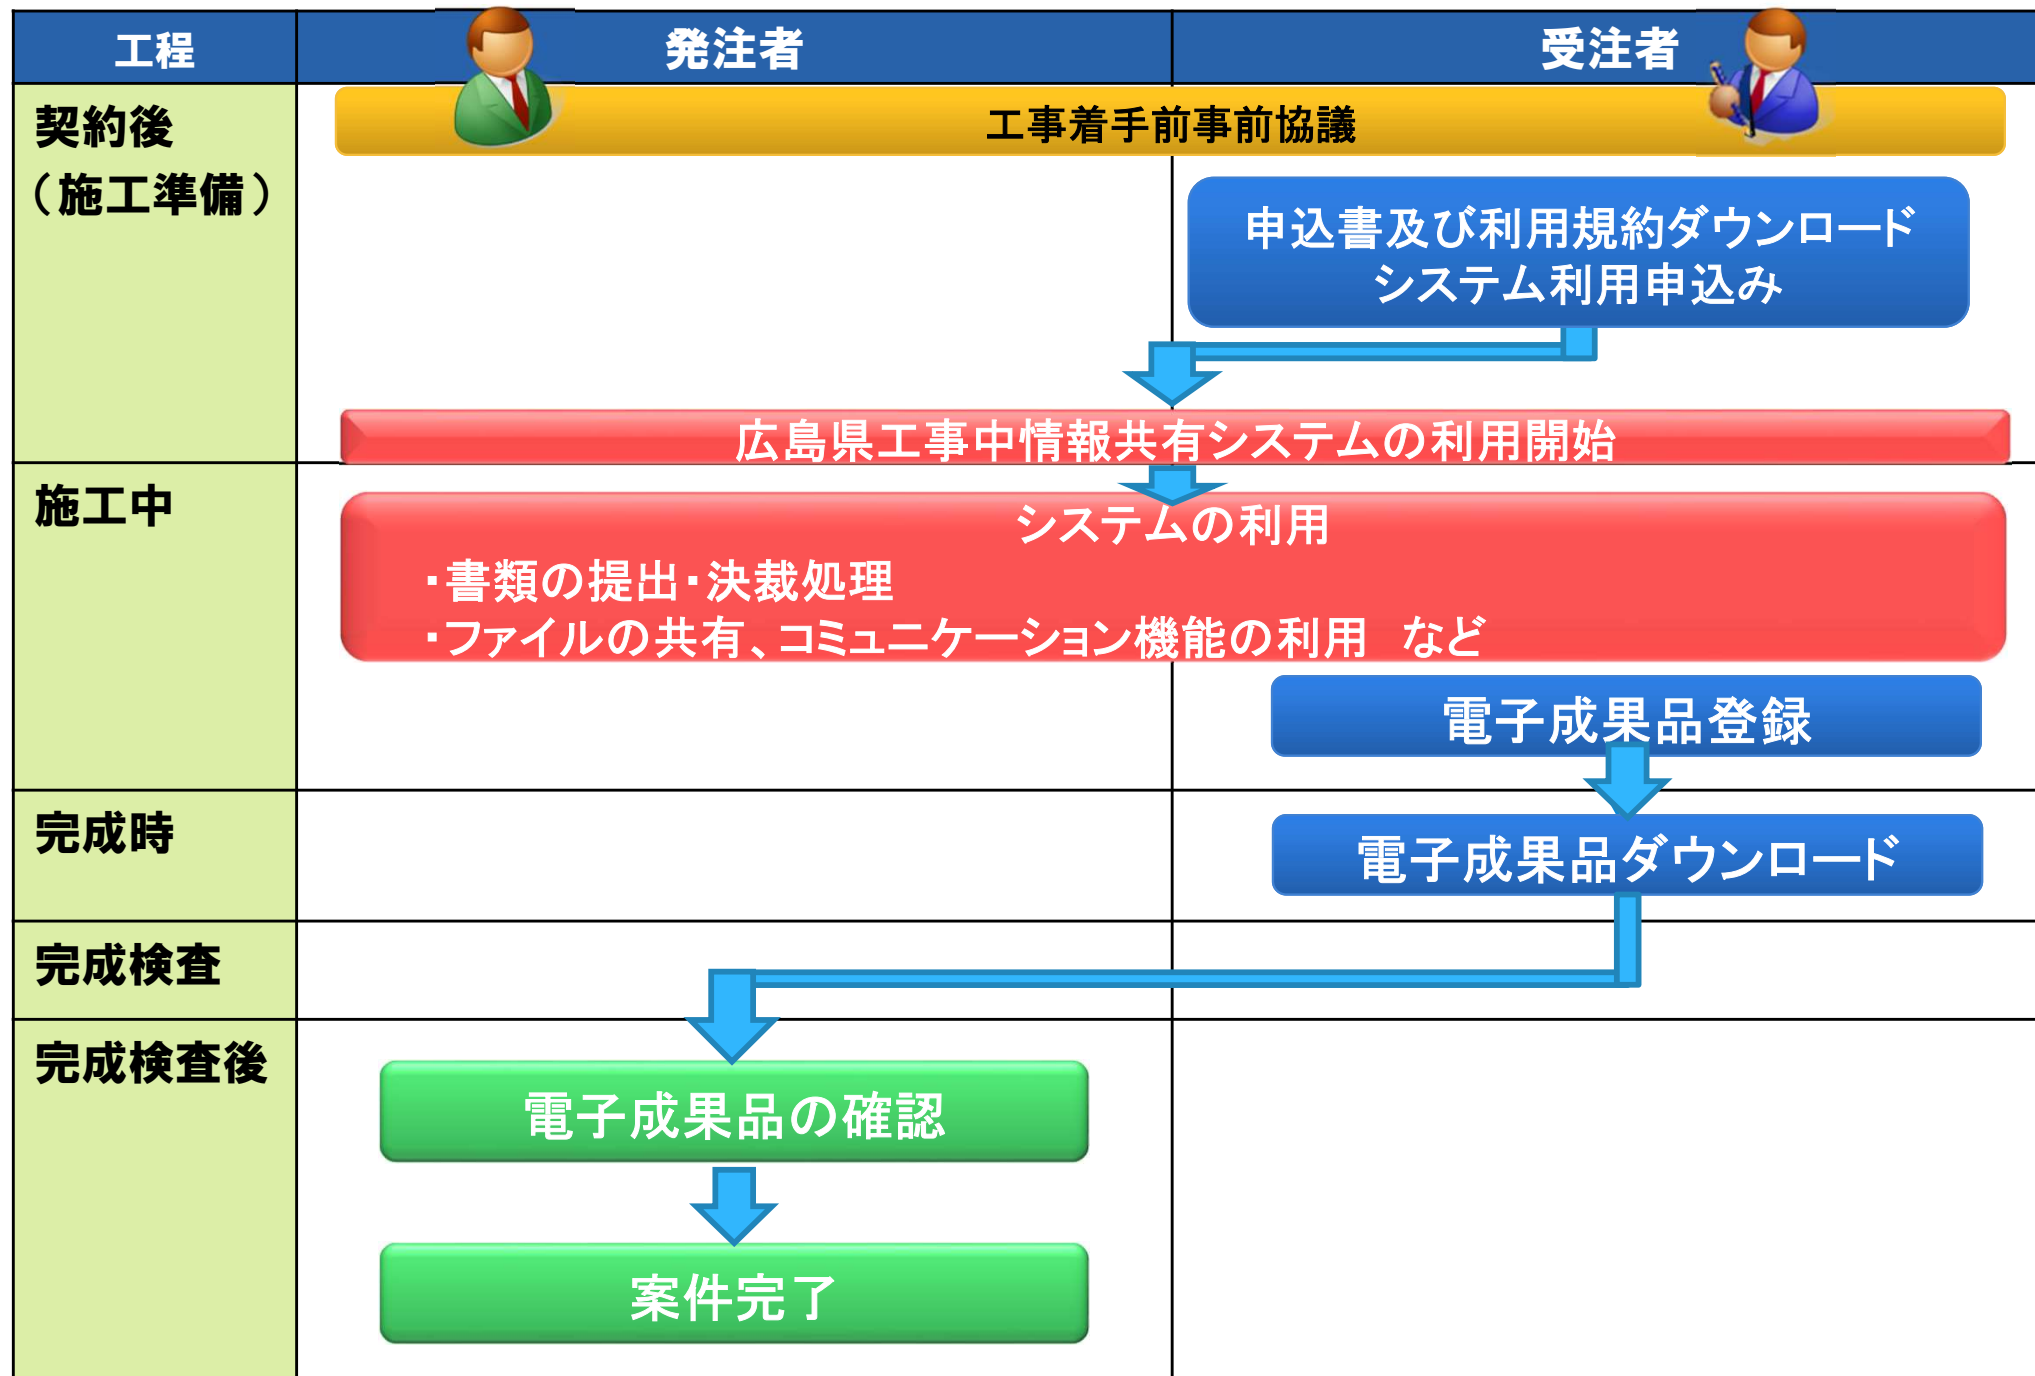 工程
発注者
受注者
契約後
（施工準備）
工事着手前事前協議
申込書及び利用規約ダウンロード
システム利用申込み
広島県工事中情報共有システムの利用開始
施工中
システムの利用
・書類の提出・決裁処理
・ファイルの共有、コミュニケーション機能の利用　など
電子成果品登録
完成時
電子成果品ダウンロード
完成検査
完成検査後
電子成果品の確認
案件完了